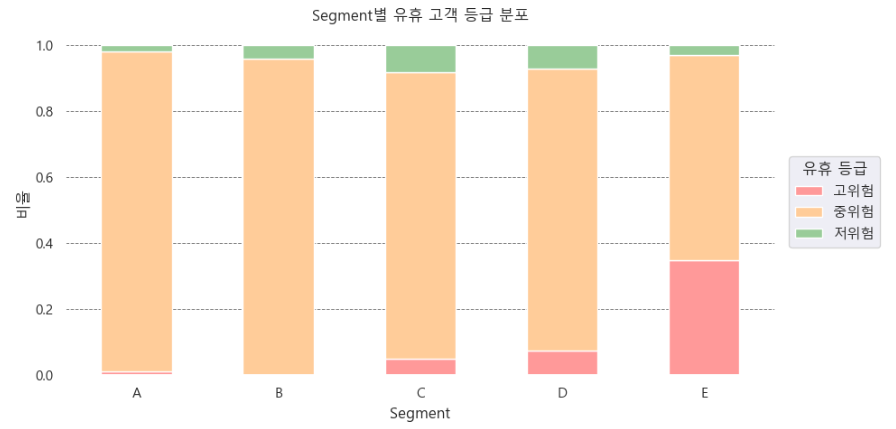 Segment별 유휴 고객 등급 분포
1.0
0.8
0.6
0.4
0.2
0.0
비율
A B C D E
Segment
유휴 등급
고위험
중위험
저위험